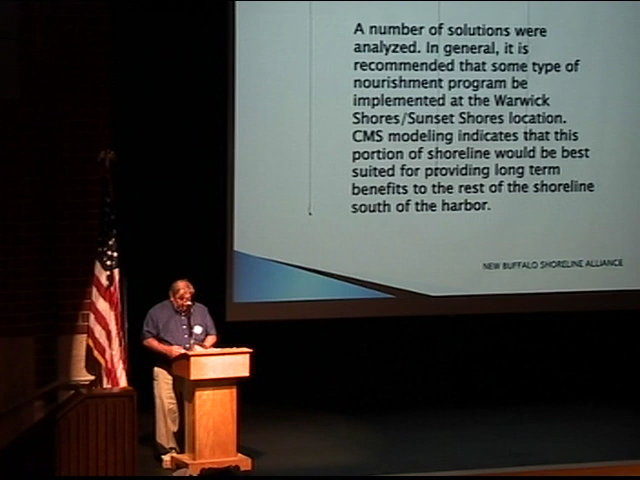 A number of solutions were
analyzed. In general, it is
recommended that some type of
nourishment program be
implemented at the Warwick
Shores/Sunset Shores location.
CMS modeling indicates that this
portion of shoreline would be best
suited for providing long term
benefits to the rest of the shoreline
south of the harbor.
NEW BUFFALO SHORELINE ALLIANCE